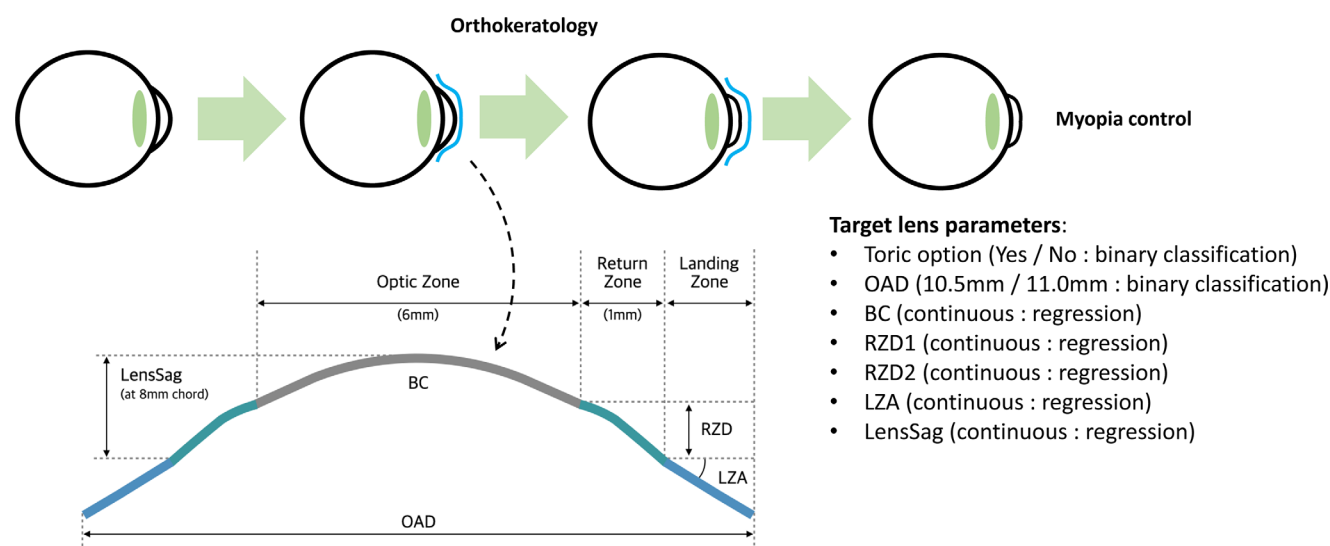 Orthokeratology
Myopia control
Target lens parameters:
• Toric option (Yes / No : binary classification)
• OAD (10.5mm / 11.0mm : binary classification)
• BC (continuous : regression)
• RZD1 (continuous : regression)
• RZD2 (continuous : regression)
• LZA (continuous : regression)
• LensSag (continuous : regression)
Optic Zone
(6mm)
Return
Zone
(1mm)
Landing
Zone
LensSag
(at 8mm chord)
BC
RZD
LZA
OAD